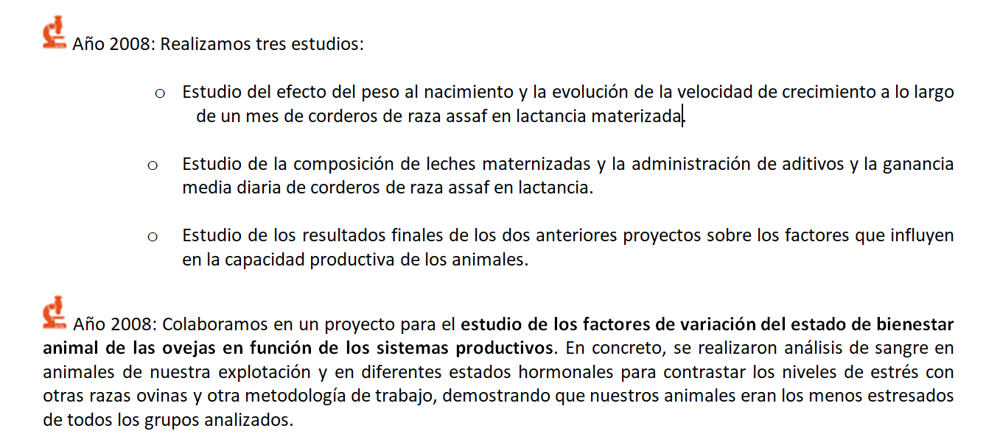 Año 2008: Realizamos tres estudios:
o Estudio del efecto del peso al nacimiento y la evolución de la velocidad de crecimiento a lo largo
de un mes de corderos de raza assaf en lactancia materizada.
o Estudio de la composición de leches maternizadas y la administración de aditivos y la ganancia
media diaria de corderos de raza assaf en lactancia.
o Estudio de los resultados finales de los dos anteriores proyectos sobre los factores que influyen
en la capacidad productiva de los animales.
Año 2008: Colaboramos en un proyecto para el estudio de los factores de variación del estado de bienestar
animal de las ovejas en función de los sistemas productivos. En concreto, se realizaron análisis de sangre en
animales de nuestra explotación y en diferentes estados hormonales para contrastar los niveles de estrés con
otras razas ovinas y otra metodología de trabajo, demostrando que nuestros animales eran los menos estresados
de todos los grupos analizados.